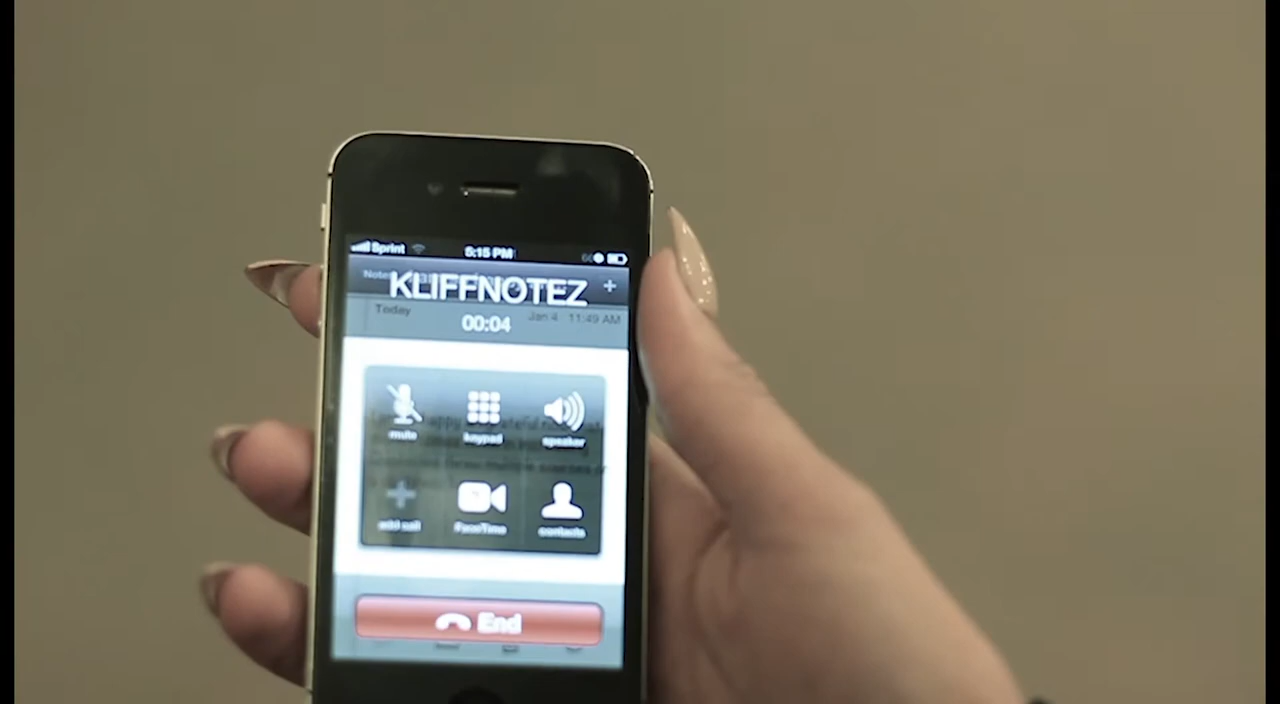 Sprint 5:15 PM
Notes
KLIFFNOTEZ
Today Jan 4 11:49 AM
00:04
mute keypad speaker
add call FaceTime contacts
End